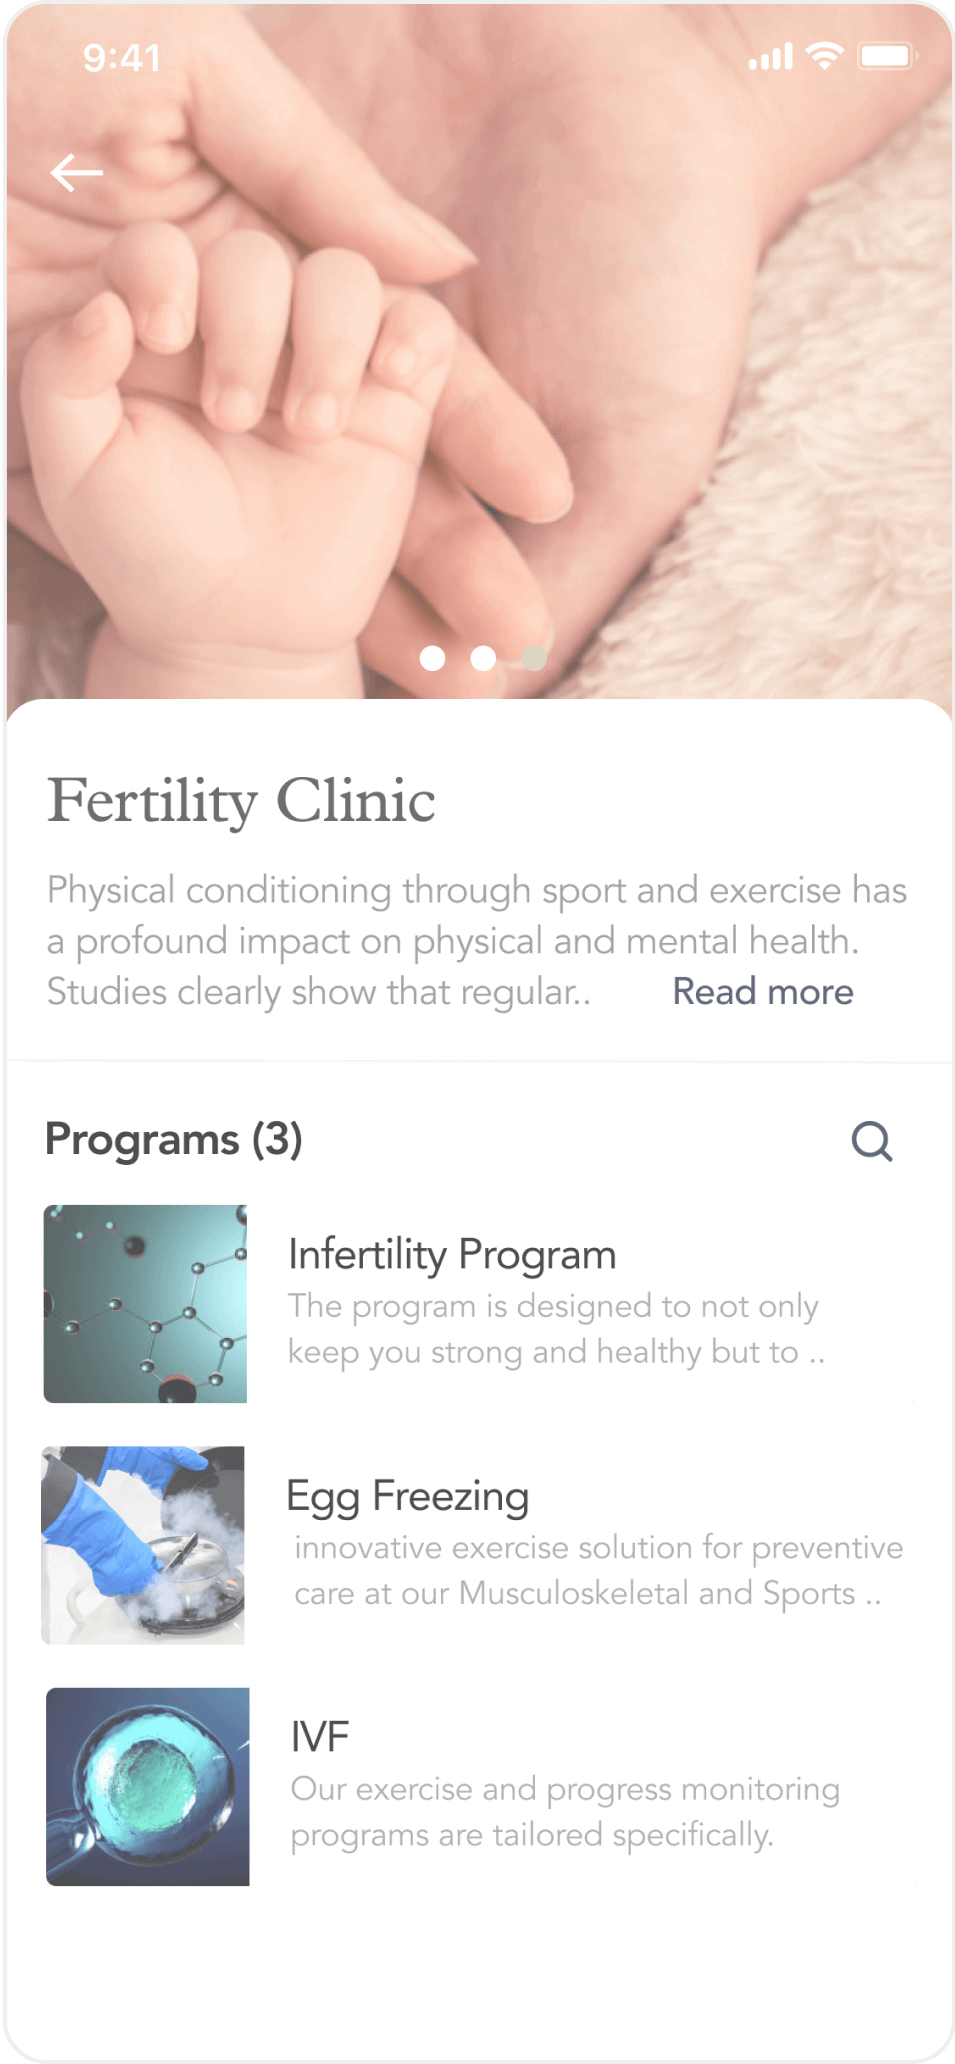 9:41
Fertility Clinic
Physical conditioning through sport and exercise has
a profound impact on physical and mental health.
Studies clearly show that regular.. Read more
Programs (3)
Infertility Program
The program is designed to not only
keep you strong and healthy but to ..
Egg Freezing
innovative exercise solution for preventive
care at our Musculoskeletal and Sports ..
IVF
Our exercise and progress monitoring
programs are tailored specifically.